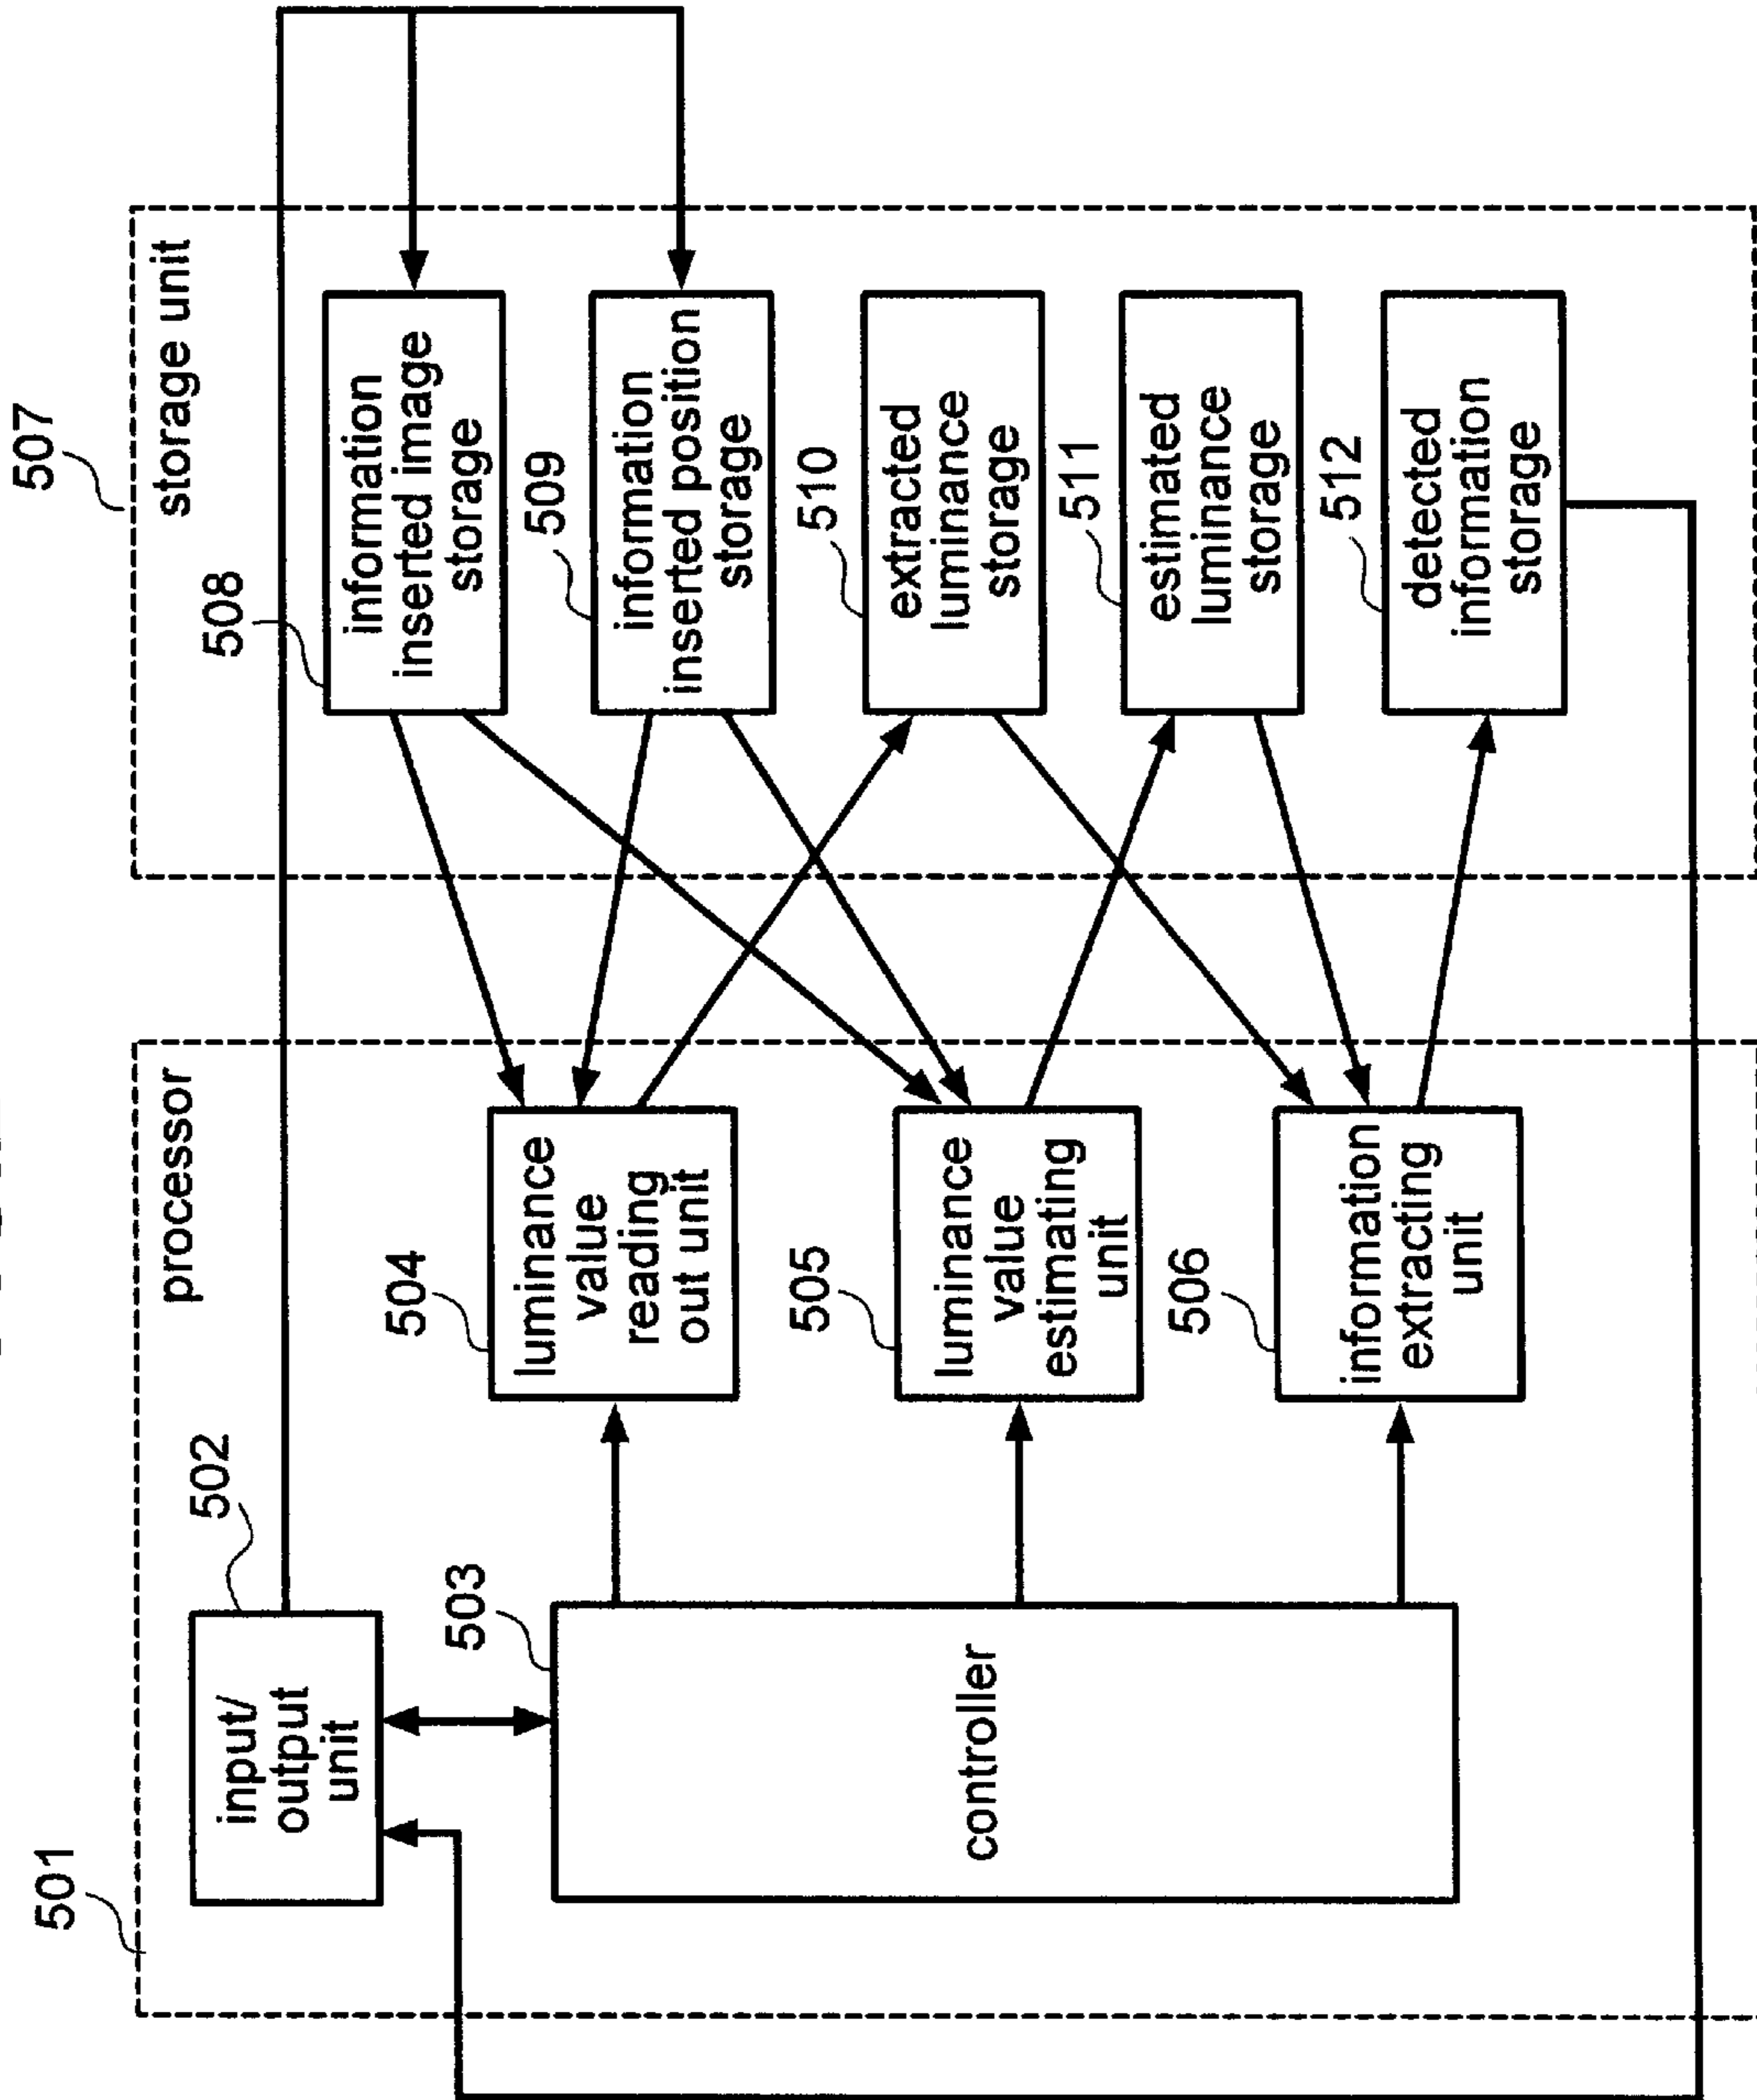 501
processor
502
input/
output
unit
503
controller
504
luminance
value
reading
out unit
505
luminance
value
estimating
unit
506
information
extracting
unit
507
storage unit
508
information
inserted image
storage
509
information
inserted position
storage
510
extracted
luminance
storage
511
estimated
luminance
storage
512
detected
information
storage